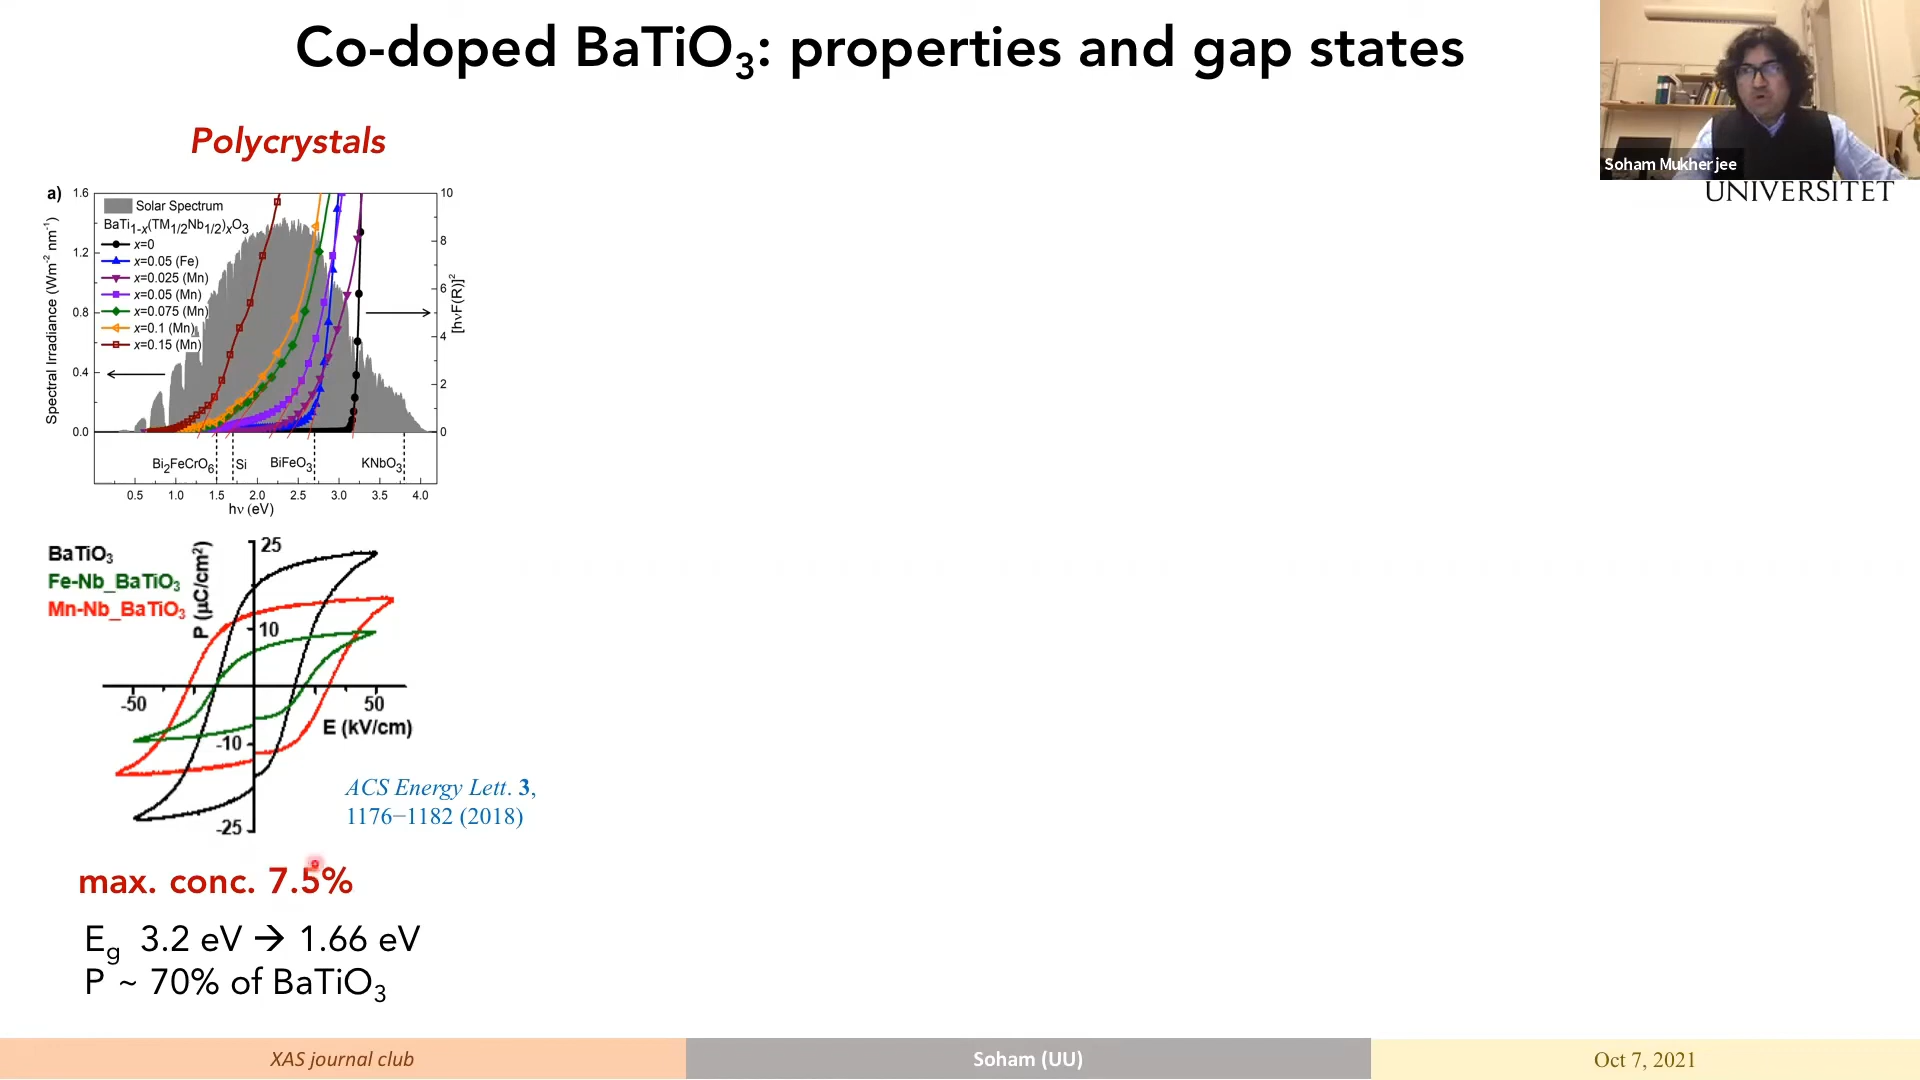 Co-doped BaTiO3: properties and gap states
Soham Mukherjee
UNIVERSITET
Polycrystals
a)
1.6
1.2
0.8
0.4
0.0
Spectral Irradiance (Wm-2 nm-1)
Solar Spectrum
BaTi1-x(TM1/2Nb1/2)xO3
x=0
x=0.05 (Fe)
x=0.025 (Mn)
x=0.05 (Mn)
x=0.075 (Mn)
x=0.1 (Mn)
x=0.15 (Mn)
10
8
6
4
2
0
[hνF(R)]2
Bi2FeCrO6
Si
BiFeO3
KNbO3
0.5 1.0 1.5 2.0 2.5 3.0 3.5 4.0
hν (eV)
BaTiO3
Fe-Nb_BaTiO3
Mn-Nb_BaTiO3
P (μC/cm2)
25
10
-50
50
E (kV/cm)
-10
-25
ACS Energy Lett. 3,
1176−1182 (2018)
max. conc. 7.5%
Eg 3.2 eV → 1.66 eV
P ~ 70% of BaTiO3
XAS journal club
Soham (UU)
Oct 7, 2021